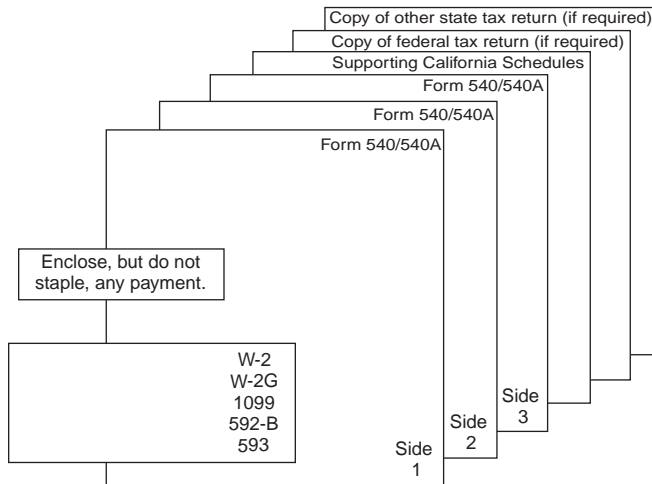 Copy of other state tax return (if required)
Copy of federal tax return (if required)
Supporting California Schedules
Form 540/540A
Form 540/540A
Form 540/540A
Enclose, but do not
staple, any payment.
W-2
W-2G
1099
592-B
593
Side
3
Side
2
Side
1